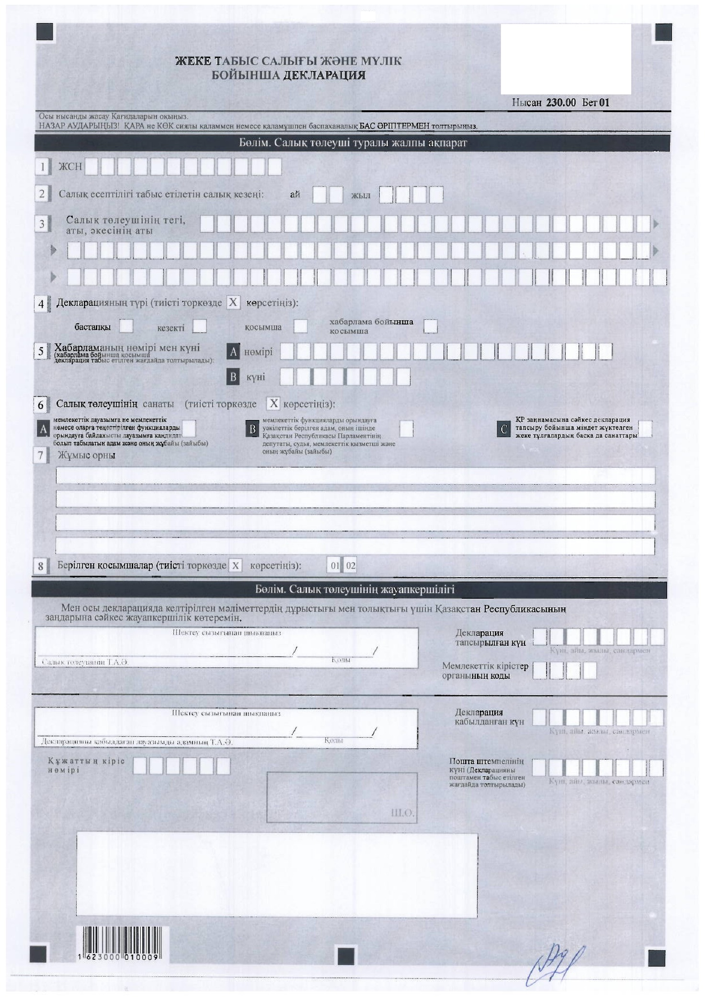 ЖЕКЕ ТАБЫС САЛЫҒЫ ЖӘНЕ МҮЛІК
БОЙЫНША ДЕКЛАРАЦИЯ
Нысан 230.00 Бет 01
Осы нысанды жасау Қағидаларын оқыңыз.
НАЗАР АУДАРЫҢЫЗ! ҚАРА не КӨК сиялы қаламмен немесе қаламұшпен баспаханалық БАС ӘРІПТЕРМЕН толтырыңыз.
Бөлім. Салық төлеуші туралы жалпы ақпарат
1 ЖСН
2 Салық есептілігі табыс етілетін салық кезеңі: ай жыл
3 Салық төлеушінің тегі,
аты, әкесінің аты
4 Декларацияның түрі (тиісті торкөзде X көрсетіңіз):
бастапқы кезекті қосымша хабарлама бойынша
қосымша
5 Хабарламаның нөмірі мен күні
(хабарлама бойынша қосымша
декларация табыс етілген жағдайда толтырылады):
A нөмірі
B күні
6 Салық төлеушінің санаты (тиісті торкөзде X көрсетіңіз):
A мемлекеттік лауазымға не мемлекеттік
немесе оларға теңестірілген функцияларды
орындауға байланысты лауазымға кандидат
болып табылатын адам және оның жұбайы (зайыбы)
B мемлекеттік функцияларды орындауға
уәкілеттік берілген адам, оның ішінде
Қазақстан Республикасы Парламентінің
депутаты, судья, мемлекеттік қызметші және
оның жұбайы (зайыбы)
C ҚР заңнамасына сәйкес декларация
тапсыру бойынша міндет жүктелген
жеке тұлғалардың басқа да санаттары
7 Жұмыс орны
8 Берілген қосымшалар (тиісті торкөзде X көрсетіңіз): 01 02
Бөлім. Салық төлеушінің жауапкершілігі
Мен осы декларацияда келтірілген мәліметтердің дұрыстығы мен толықтығы үшін Қазақстан Республикасының
заңдарына сәйкес жауапкершілік көтеремін.
Шектеу сызығынан шықпаңыз
/ /
Салық төлеушінің Т.А.Ә. Қолы
Декларация
тапсырылған күн
Күні, айы, жылы, сандармен
Мемлекеттік кірістер
органының коды
Шектеу сызығынан шықпаңыз
/ /
Декларацияны қабылдаған лауазымды адамның Т.А.Ә. Қолы
Декларация
қабылданған күн
Күні, айы, жылы, сандармен
Құжаттың кіріс
нөмірі
Ш.О.
Пошта штемпелінің
күні (Декларацияны
поштамен табыс етілген
жағдайда толтырылады)
Күні, айы, жылы, сандармен
1 623000 010009